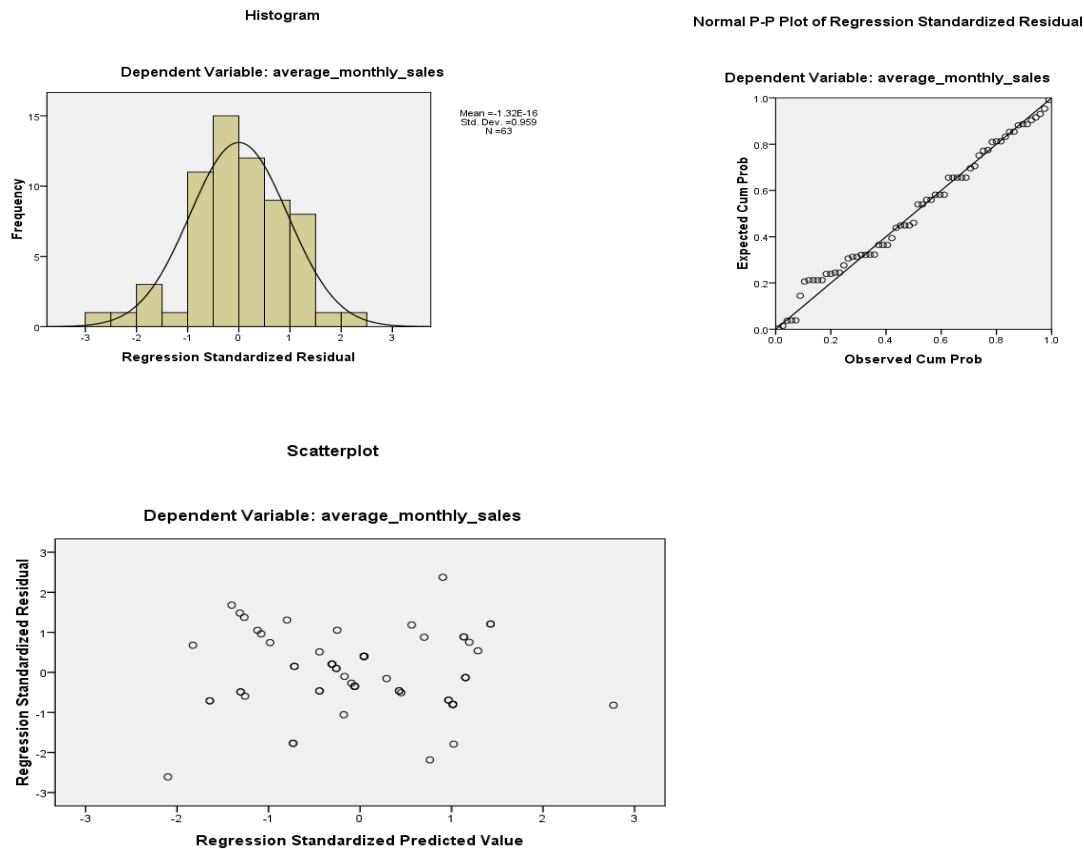 Histogram
Dependent Variable: average_monthly_sales
Mean =-1.32E-16
Std. Dev. =0.959
N =63
Frequency
15
10
5
0
-3 -2 -1 0 1 2 3
Regression Standardized Residual
Normal P-P Plot of Regression Standardized Residual
Dependent Variable: average_monthly_sales
Expected Cum Prob
1.0
0.8
0.6
0.4
0.2
0.0
0.0 0.2 0.4 0.6 0.8 1.0
Observed Cum Prob
Scatterplot
Dependent Variable: average_monthly_sales
Regression Standardized Residual
3
2
1
0
-1
-2
-3
-3 -2 -1 0 1 2 3
Regression Standardized Predicted Value